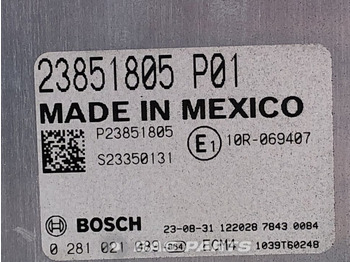 23851805 P01
MADE IN MEXICO
P23851805
S23350131
E1 10R-069407
BOSCH
23-08-31 122028 7843 0084
0 281 021 ECM4 1039T60248